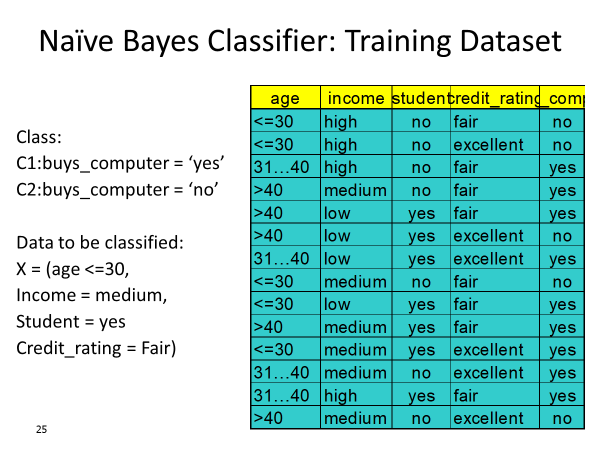 Naïve Bayes Classifier: Training Dataset
Class:
C1:buys_computer = ‘yes’
C2:buys_computer = ‘no’
Data to be classified:
X = (age <=30,
Income = medium,
Student = yes
Credit_rating = Fair)
age income student credit_rating _comp
<=30 high no fair no
<=30 high no excellent no
31…40 high no fair yes
>40 medium no fair yes
>40 low yes fair yes
>40 low yes excellent no
31…40 low yes excellent yes
<=30 medium no fair no
<=30 low yes fair yes
>40 medium yes fair yes
<=30 medium yes excellent yes
31…40 medium no excellent yes
31…40 high yes fair yes
>40 medium no excellent no
25